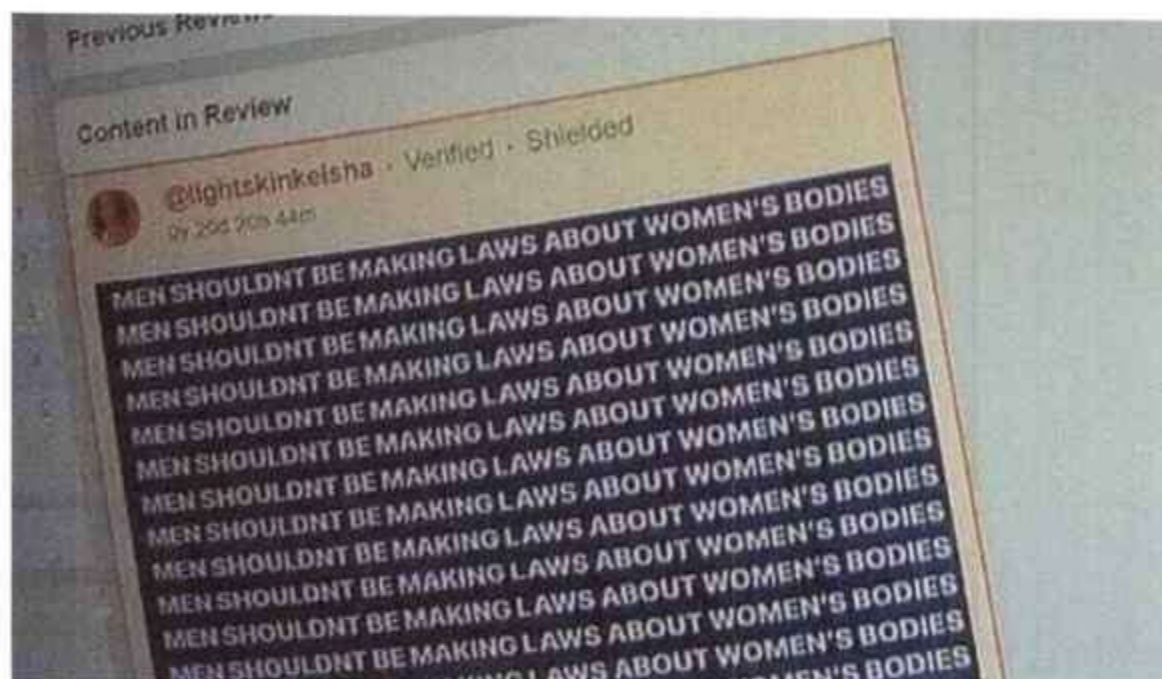 Previous Reviews
Content in Review
@lightskinkeisha · Verified · Shielded
0y 20d 20h 44m
MEN SHOULDNT BE MAKING LAWS ABOUT WOMEN'S BODIES
MEN SHOULDNT BE MAKING LAWS ABOUT WOMEN'S BODIES
MEN SHOULDNT BE MAKING LAWS ABOUT WOMEN'S BODIES
MEN SHOULDNT BE MAKING LAWS ABOUT WOMEN'S BODIES
MEN SHOULDNT BE MAKING LAWS ABOUT WOMEN'S BODIES
MEN SHOULDNT BE MAKING LAWS ABOUT WOMEN'S BODIES
MEN SHOULDNT BE MAKING LAWS ABOUT WOMEN'S BODIES
MEN SHOULDNT BE MAKING LAWS ABOUT WOMEN'S BODIES
MEN SHOULDNT BE MAKING LAWS ABOUT WOMEN'S BODIES
MEN SHOULDNT BE MAKING LAWS ABOUT WOMEN'S BODIES
MEN SHOULDNT BE MAKING LAWS ABOUT WOMEN'S BODIES
MEN SHOULDNT BE MAKING LAWS ABOUT WOMEN'S BODIES
LAWS ABOUT WOMEN'S BODIES
MEN'S BODIES